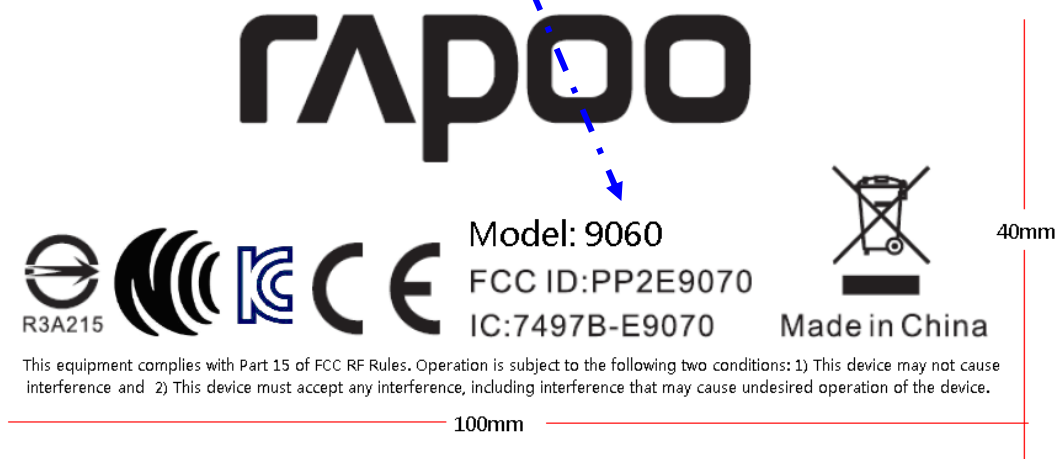 rapoo
Model: 9060
FCC ID:PP2E9070
IC:7497B-E9070
R3A215
CE
Made in China
40mm
This equipment complies with Part 15 of FCC RF Rules. Operation is subject to the following two conditions: 1) This device may not cause
interference and 2) This device must accept any interference, including interference that may cause undesired operation of the device.
100mm